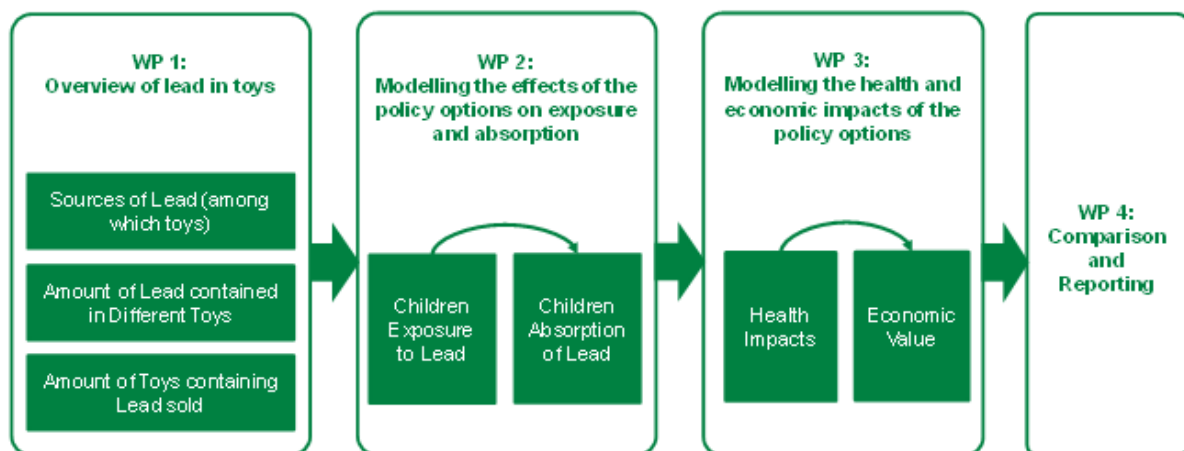 WP 1:
Overview of lead in toys
Sources of Lead (among
which toys)
Amount of Lead contained
in Different Toys
Amount of Toys containing
Lead sold
WP 2:
Modelling the effects of the
policy options on exposure
and absorption
Children
Exposure
to Lead
Children
Absorption
of Lead
WP 3:
Modelling the health and
economic impacts of the
policy options
Health
Impacts
Economic
Value
WP 4:
Comparison
and
Reporting